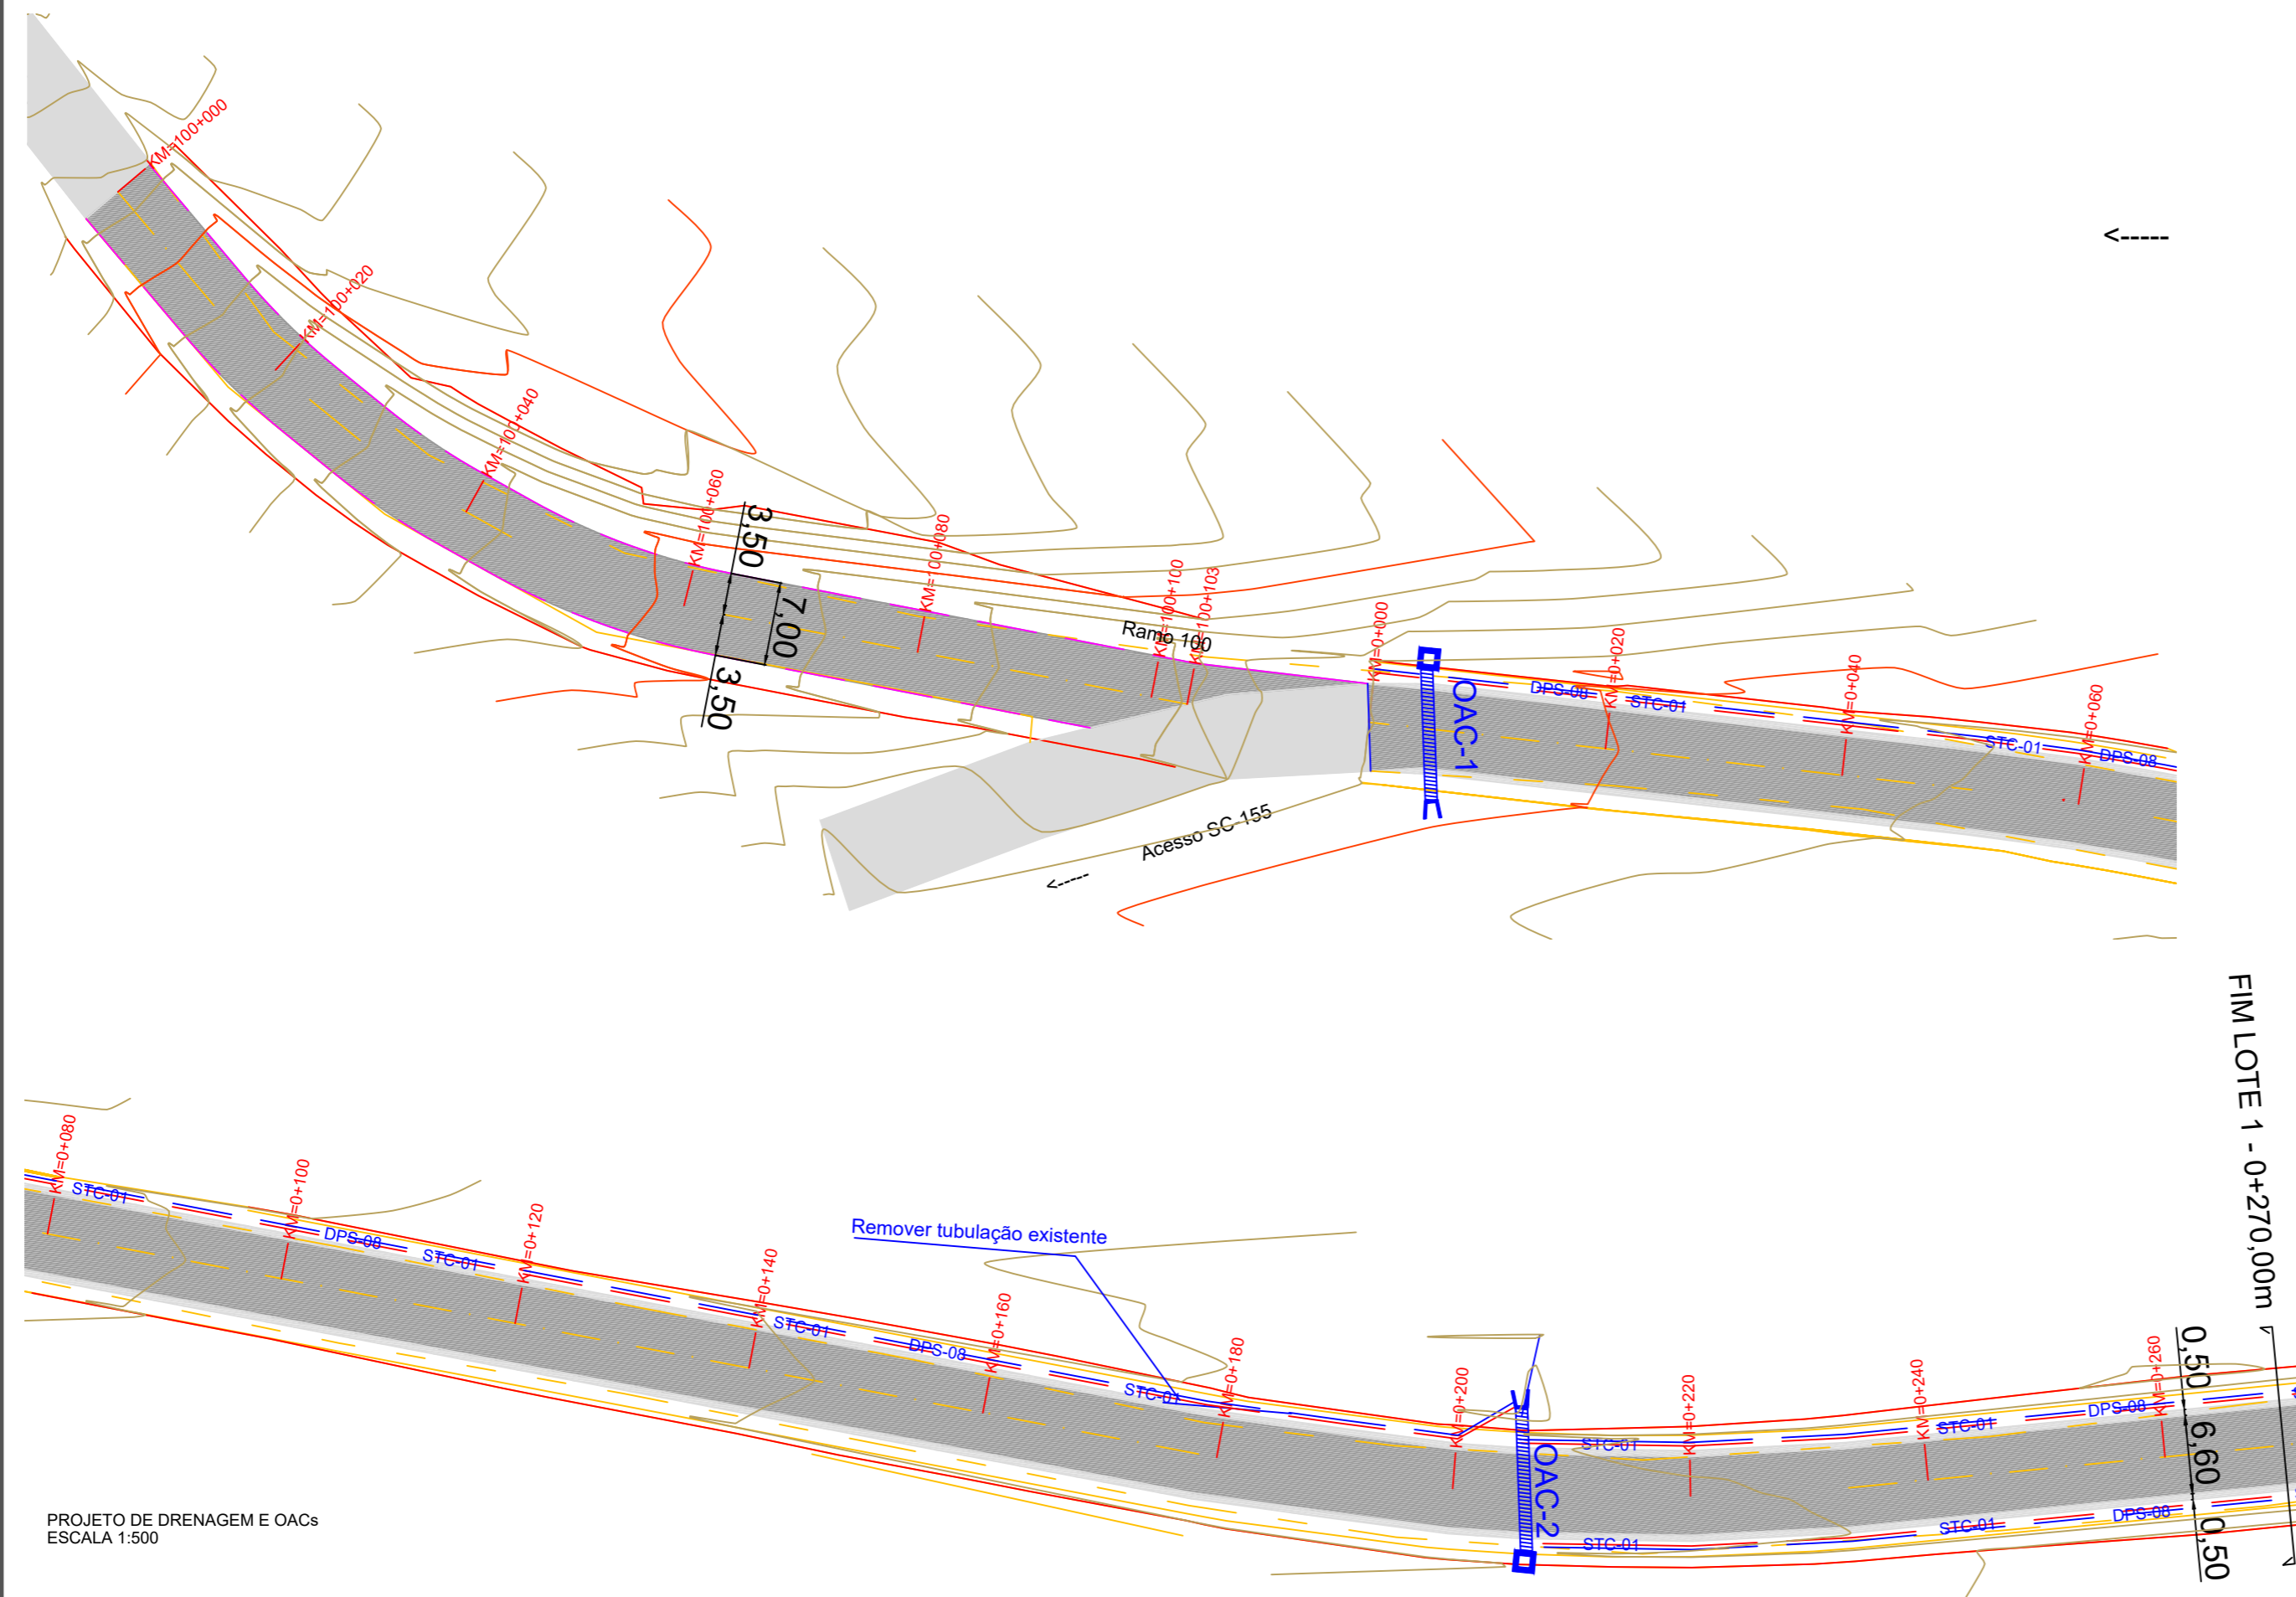 KM=100+000
<-----
KM=100+020
KM=100+040
KM=100+060
3,50
7,00
3,50
KM=100+080
KM=100+100
KM=100+103
Ramo 100
KM=0+000
OAC-1
DPS-08
KM=0+020
STC-01
KM=0+040
STC-01
KM=0+060
DPS-08
Acesso SC-155
<-----
FIM LOTE 1 - 0+270,00m
KM=0+080
STC-01
KM=0+100
DPS-08
STC-01
KM=0+120
KM=0+140
STC-01
Remover tubulação existente
DPS-08
KM=0+160
STC-01
KM=0+180
KM=0+200
OAC-2
STC-01
STC-01
KM=0+220
KM=0+240
STC-01
STC-01
DPS-08
DPS-08
KM=0+260
0,50
6,60
0,50
PROJETO DE DRENAGEM E OACs
ESCALA 1:500